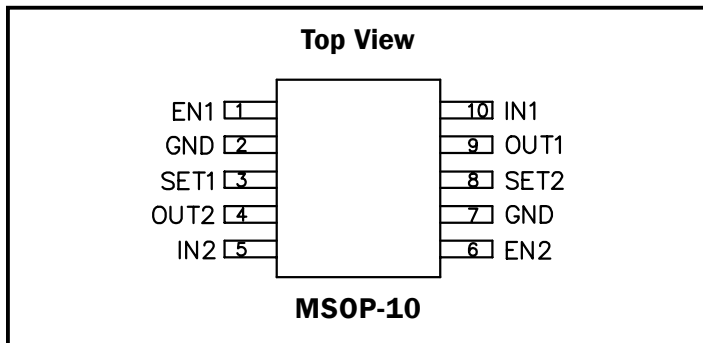 Top View
EN1 1 10 IN1
GND 2 9 OUT1
SET1 3 8 SET2
OUT2 4 7 GND
IN2 5 6 EN2
MSOP-10